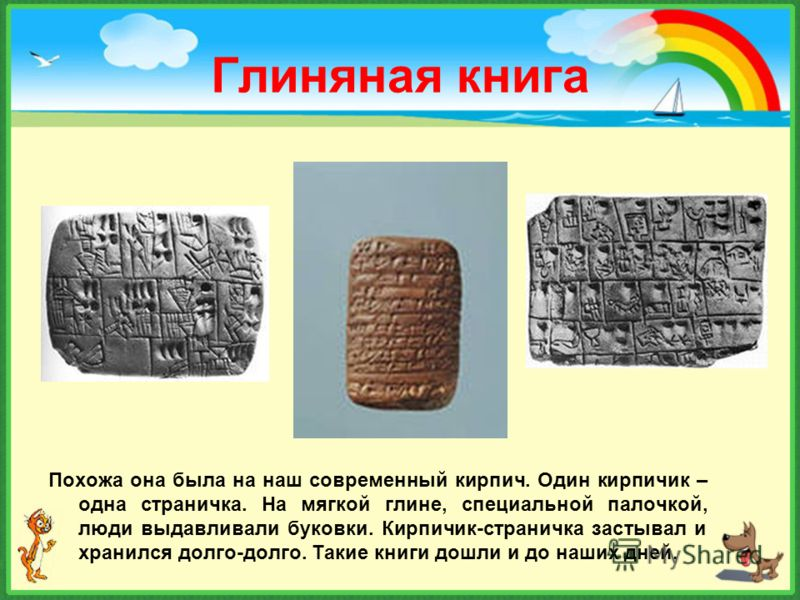 Глиняная книга
Похожа она была на наш современный кирпич. Один кирпичик –
одна страничка. На мягкой глине, специальной палочкой,
люди выдавливали буковки. Кирпичик-страничка застывал и
хранился долго-долго. Такие книги дошли и до наших дней.
MyShared